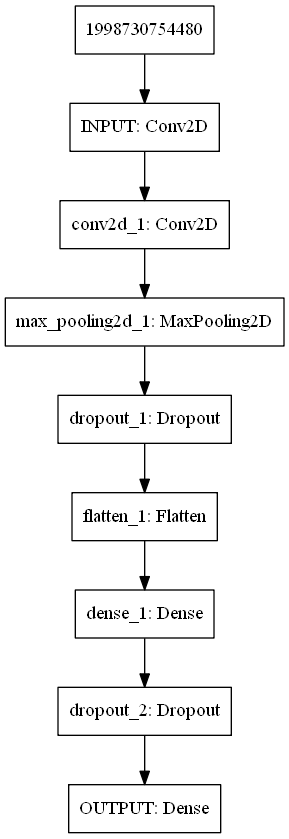 1998730754480
INPUT: Conv2D
conv2d_1: Conv2D
max_pooling2d_1: MaxPooling2D
dropout_1: Dropout
flatten_1: Flatten
dense_1: Dense
dropout_2: Dropout
OUTPUT: Dense